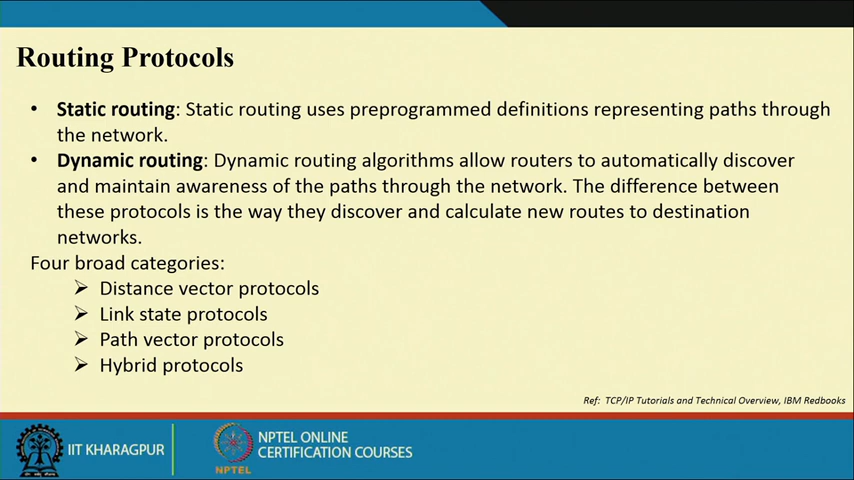 Routing Protocols
• Static routing: Static routing uses preprogrammed definitions representing paths through
the network.
• Dynamic routing: Dynamic routing algorithms allow routers to automatically discover
and maintain awareness of the paths through the network. The difference between
these protocols is the way they discover and calculate new routes to destination
networks.
Four broad categories:
➢ Distance vector protocols
➢ Link state protocols
➢ Path vector protocols
➢ Hybrid protocols
Ref: TCP/IP Tutorials and Technical Overview, IBM Redbooks
IIT KHARAGPUR
NPTEL
NPTEL ONLINE
CERTIFICATION COURSES